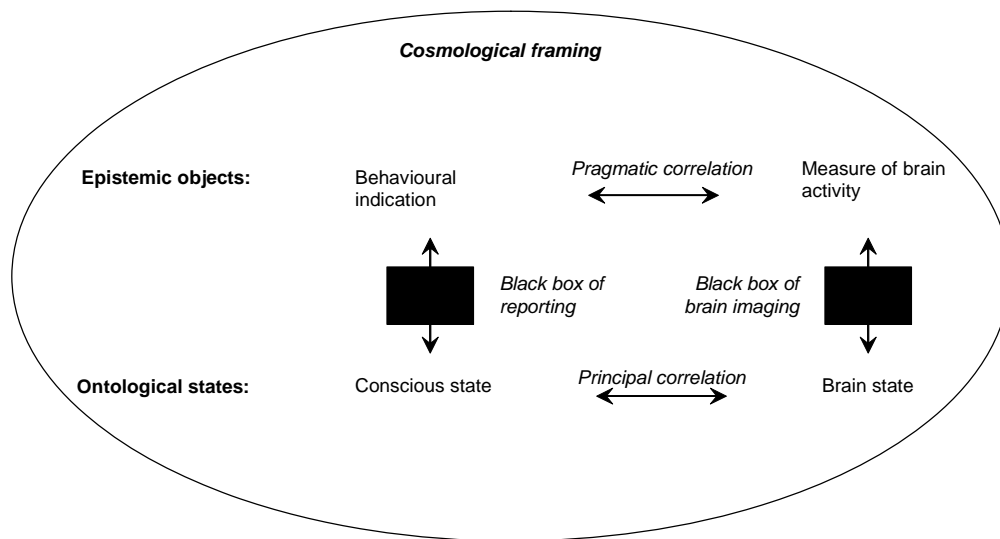 Cosmological framing
Epistemic objects:
Behavioural
indication
Pragmatic correlation
Measure of brain
activity
Black box of
reporting
Black box of
brain imaging
Ontological states:
Conscious state
Principal correlation
Brain state